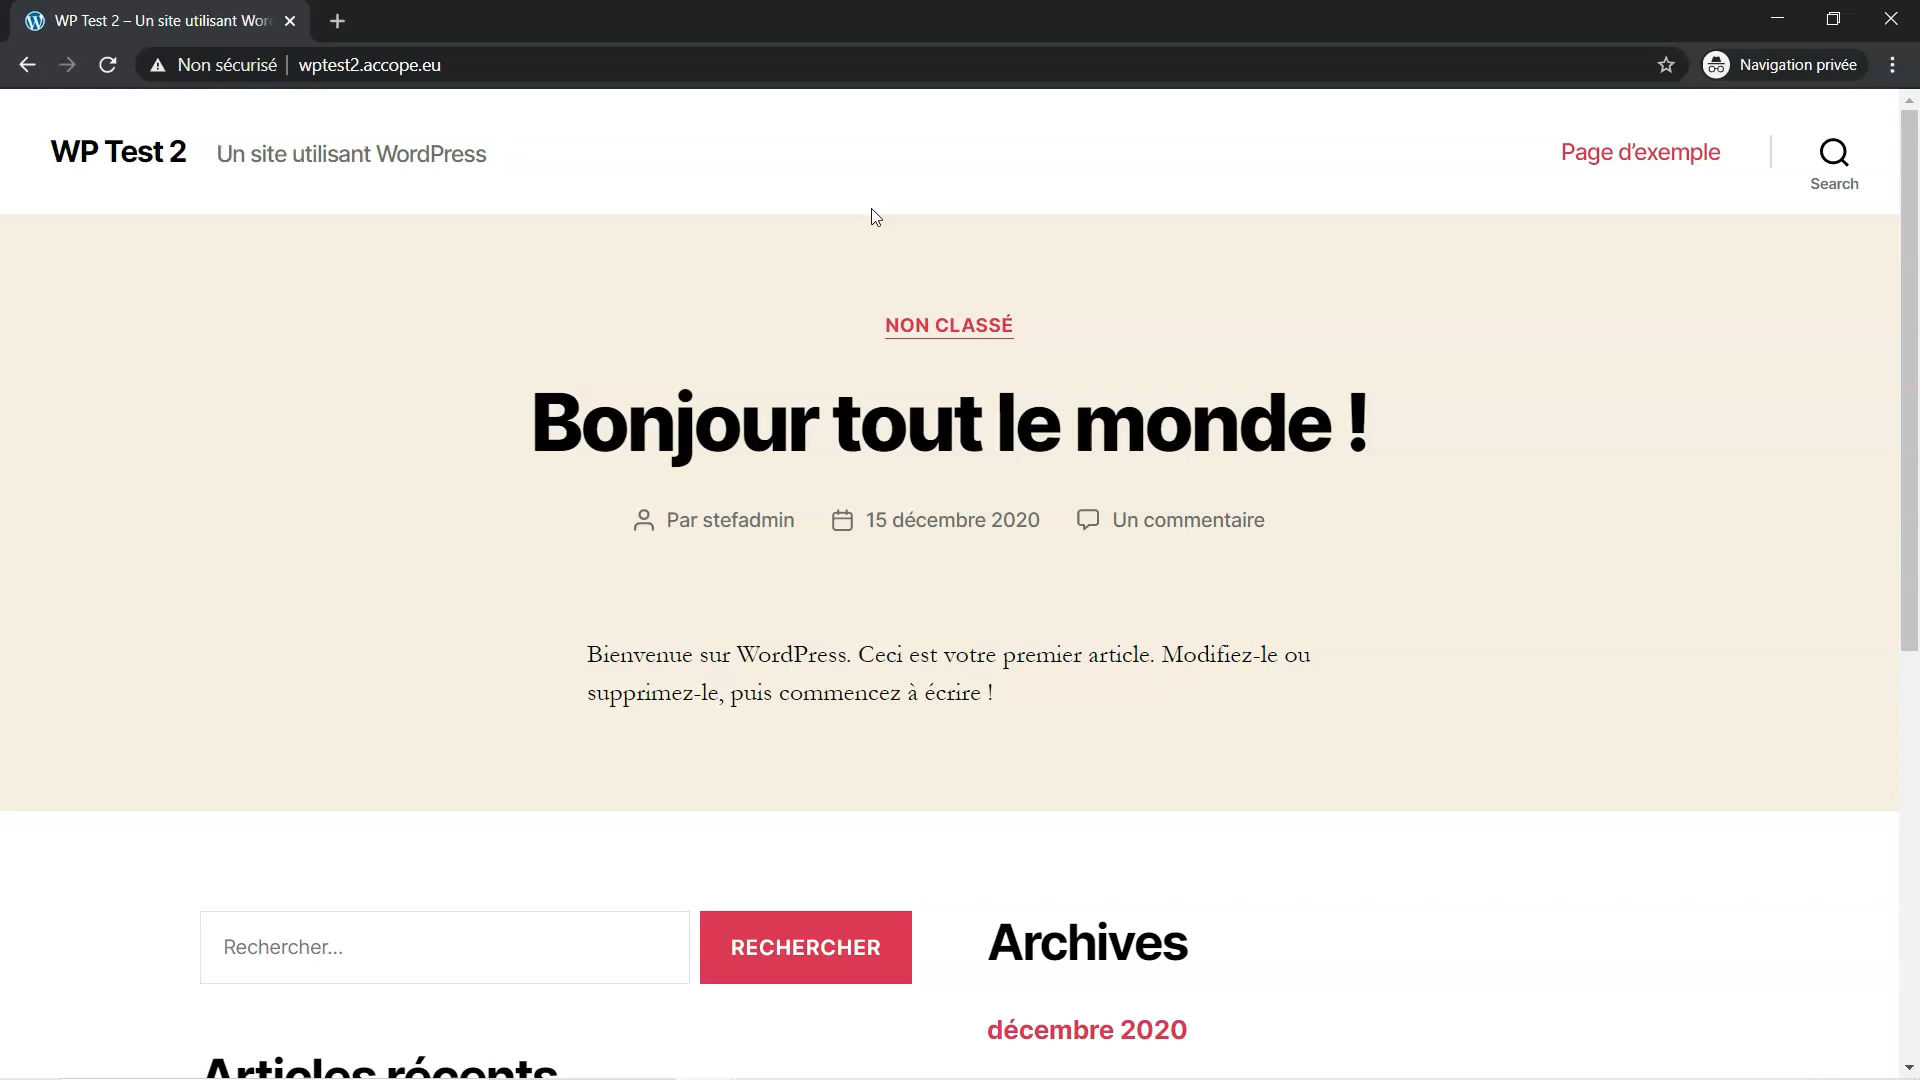 WP Test 2 – Un site utilisant Wor
Non sécurisé
wptest2.accope.eu
Navigation privée
WP Test 2
Un site utilisant WordPress
Page d’exemple
Search
NON CLASSÉ
Bonjour tout le monde !
Par stefadmin
15 décembre 2020
Un commentaire
Bienvenue sur WordPress. Ceci est votre premier article. Modifiez-le ou
supprimez-le, puis commencez à écrire !
Rechercher…
RECHERCHER
Archives
décembre 2020
Articles récents